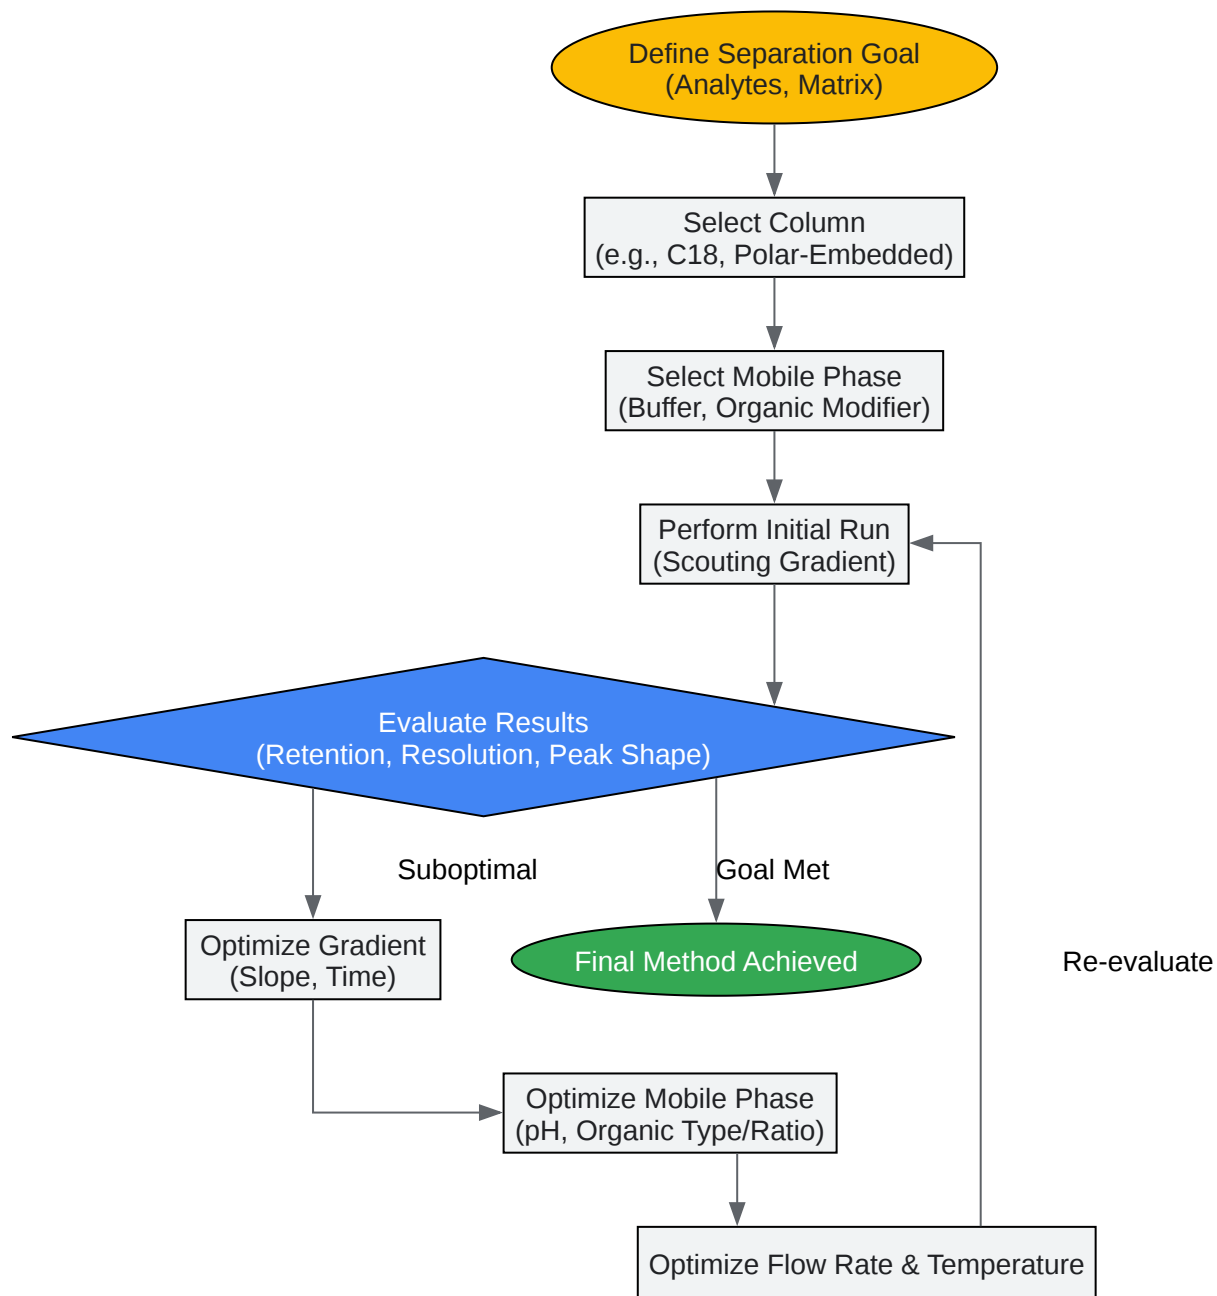 Define Separation Goal
(Analytes, Matrix)
Select Column
(e.g., C18, Polar-Embedded)
Select Mobile Phase
(Buffer, Organic Modifier)
Perform Initial Run
(Scouting Gradient)
Evaluate Results
(Retention, Resolution, Peak Shape)
Suboptimal
Goal Met
Optimize Gradient
(Slope, Time)
Final Method Achieved
Re-evaluate
Optimize Mobile Phase
(pH, Organic Type/Ratio)
Optimize Flow Rate & Temperature